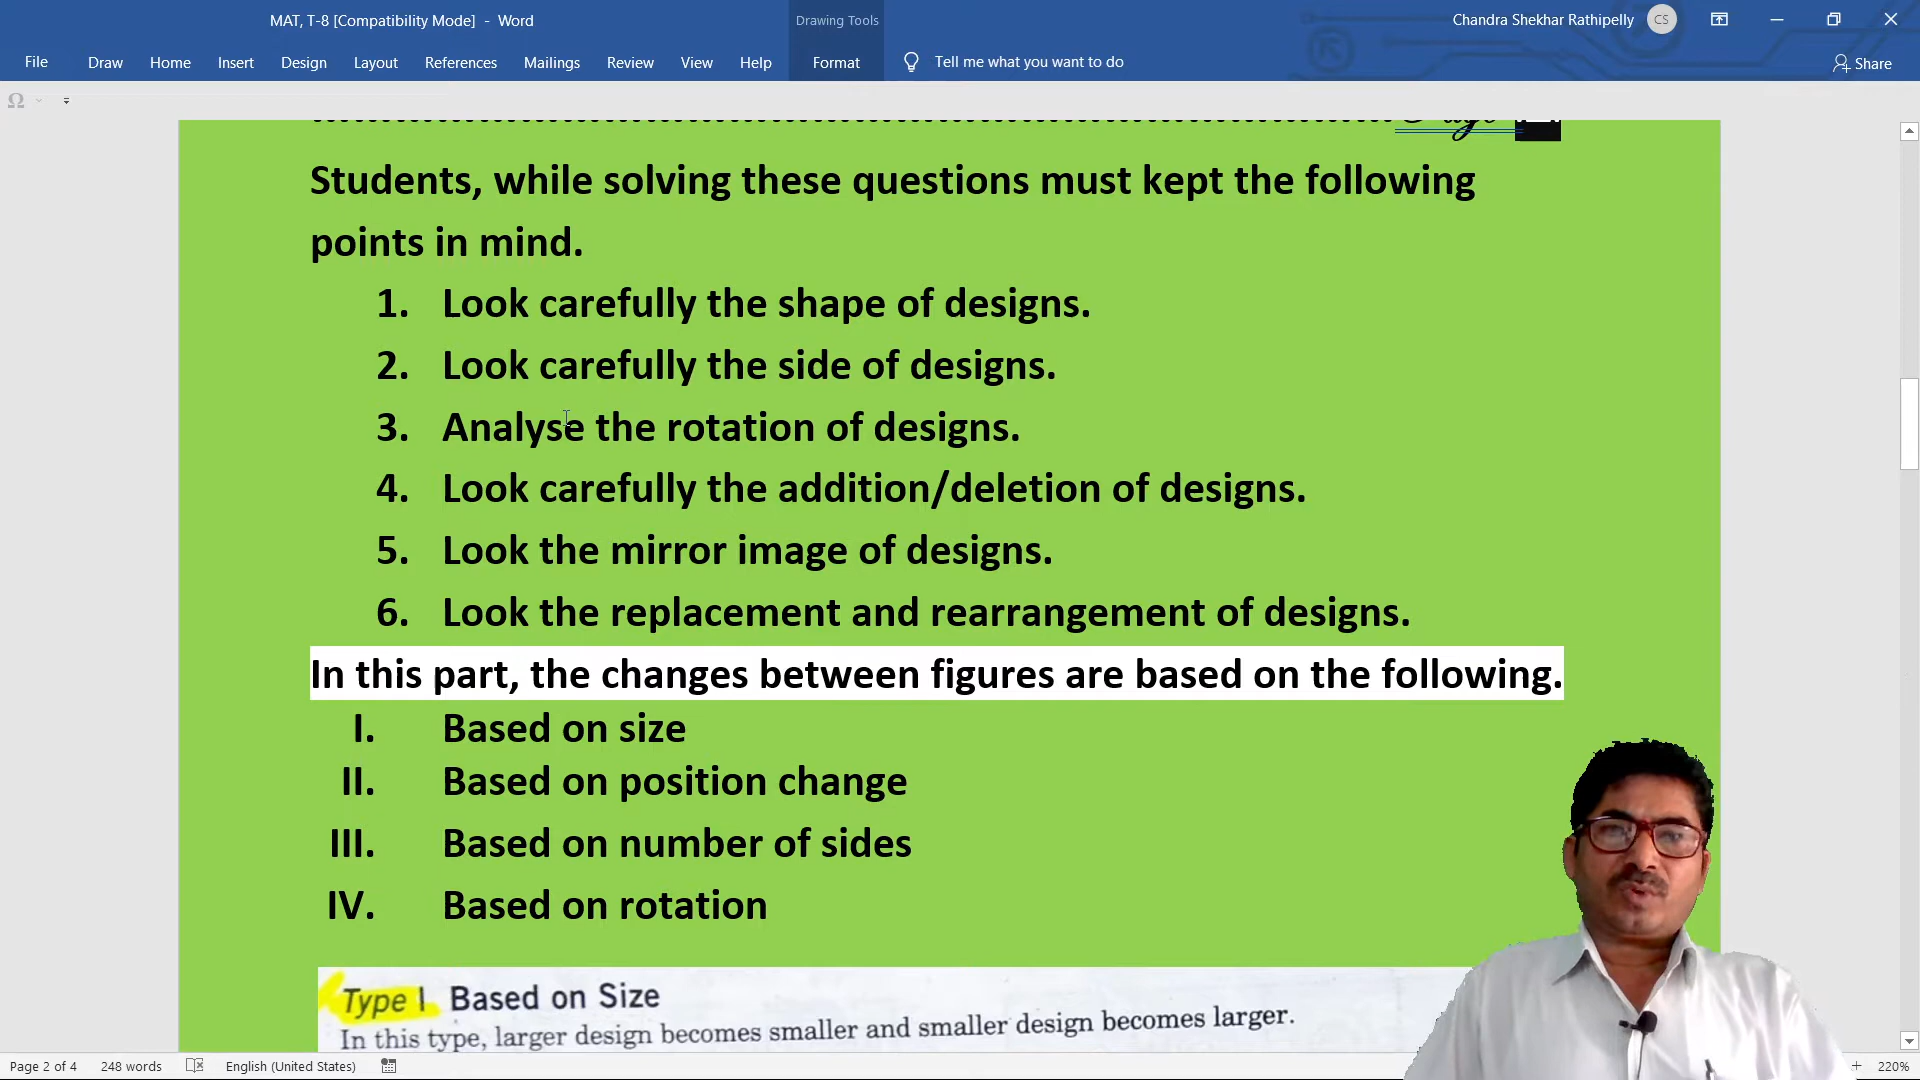 MAT, T-8 [Compatibility Mode] - Word
Drawing Tools
Chandra Shekhar Rathipelly
CS
File Draw Home Insert Design Layout References Mailings Review View Help Format Tell me what you want to do Share
Students, while solving these questions must kept the following
points in mind.
1. Look carefully the shape of designs.
2. Look carefully the side of designs.
3. Analyse the rotation of designs.
4. Look carefully the addition/deletion of designs.
5. Look the mirror image of designs.
6. Look the replacement and rearrangement of designs.
In this part, the changes between figures are based on the following.
I. Based on size
II. Based on position change
III. Based on number of sides
IV. Based on rotation
Type I Based on Size
In this type, larger design becomes smaller and smaller design becomes larger.
Page 2 of 4 248 words English (United States) 220%